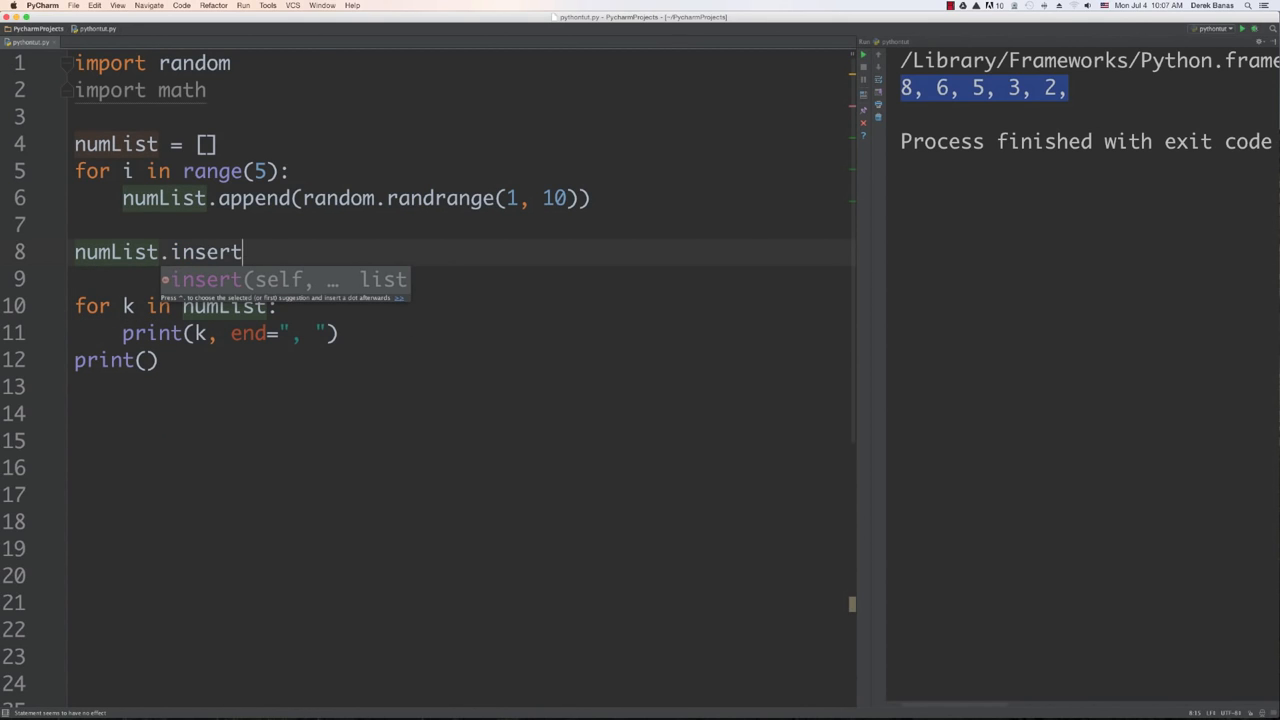 PyCharm File Edit View Navigate Code Refactor Run Tools VCS Window Help 10 Mon Jul 4 10:07 AM Derek Banas
pythontut.py - PycharmProjects - [~/PycharmProjects]
PycharmProjects pythontut.py pythontut
pythontut.py Run: pythontut
1 import random
2 import math
3
4 numList = []
5 for i in range(5):
6 numList.append(random.randrange(1, 10))
7
8 numList.insert
insert(self, … list
Press ^. to choose the selected (or first) suggestion and insert a dot afterwards >>
9
10 for k in numList:
11 print(k, end=", ")
12 print()
13
14
15
16
17
18
19
20
21
22
23
24
25
/Library/Frameworks/Python.frame
8, 6, 5, 3, 2,
Process finished with exit code
Statement seems to have no effect 8:15 LF÷ UTF-8÷